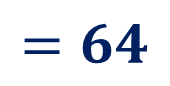 = 64